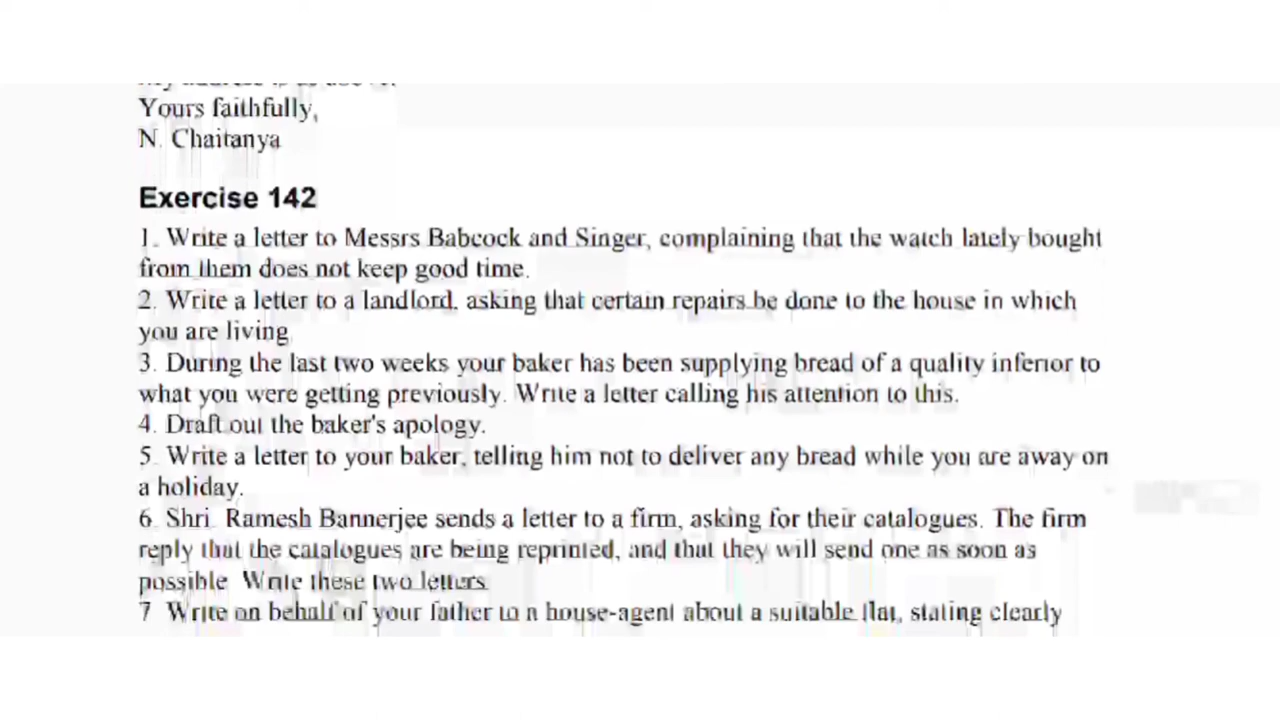 Yours faithfully,
N. Chaitanya
Exercise 142
1. Write a letter to Messrs Babcock and Singer, complaining that the watch lately bought
from them does not keep good time.
2. Write a letter to a landlord, asking that certain repairs be done to the house in which
you are living
3. During the last two weeks your baker has been supplying bread of a quality inferior to
what you were getting previously. Write a letter calling his attention to this.
4. Draft out the baker's apology.
5. Write a letter to your baker, telling him not to deliver any bread while you are away on
a holiday.
6. Shri Ramesh Bannerjee sends a letter to a firm, asking for their catalogues. The firm
reply that the catalogues are being reprinted, and that they will send one as soon as
possible Write these two letters
7 Write on behalf of your father to a house-agent about a suitable flat, stating clearly